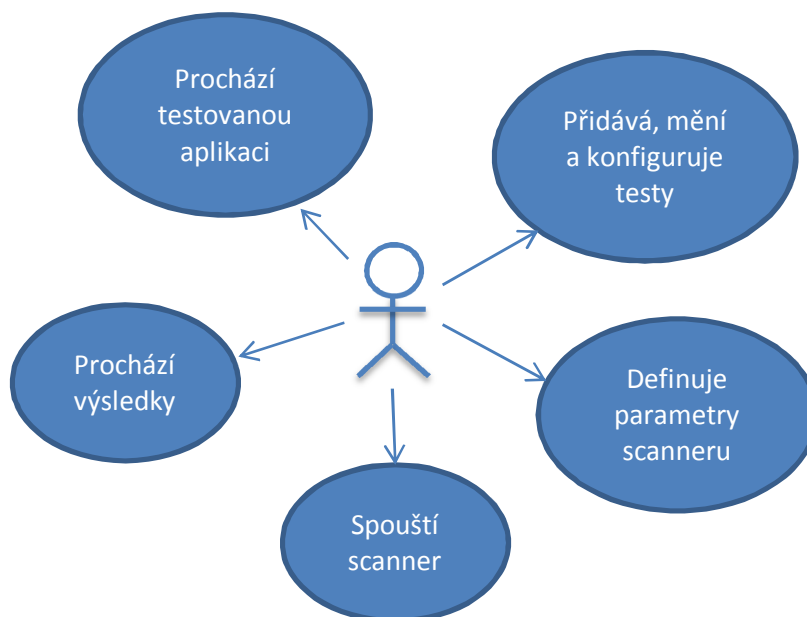 Prochází
testovanou
aplikaci
Přidává, mění
a konfiguruje
testy
Prochází
výsledky
Definuje
parametry
scanneru
Spouští
scanner